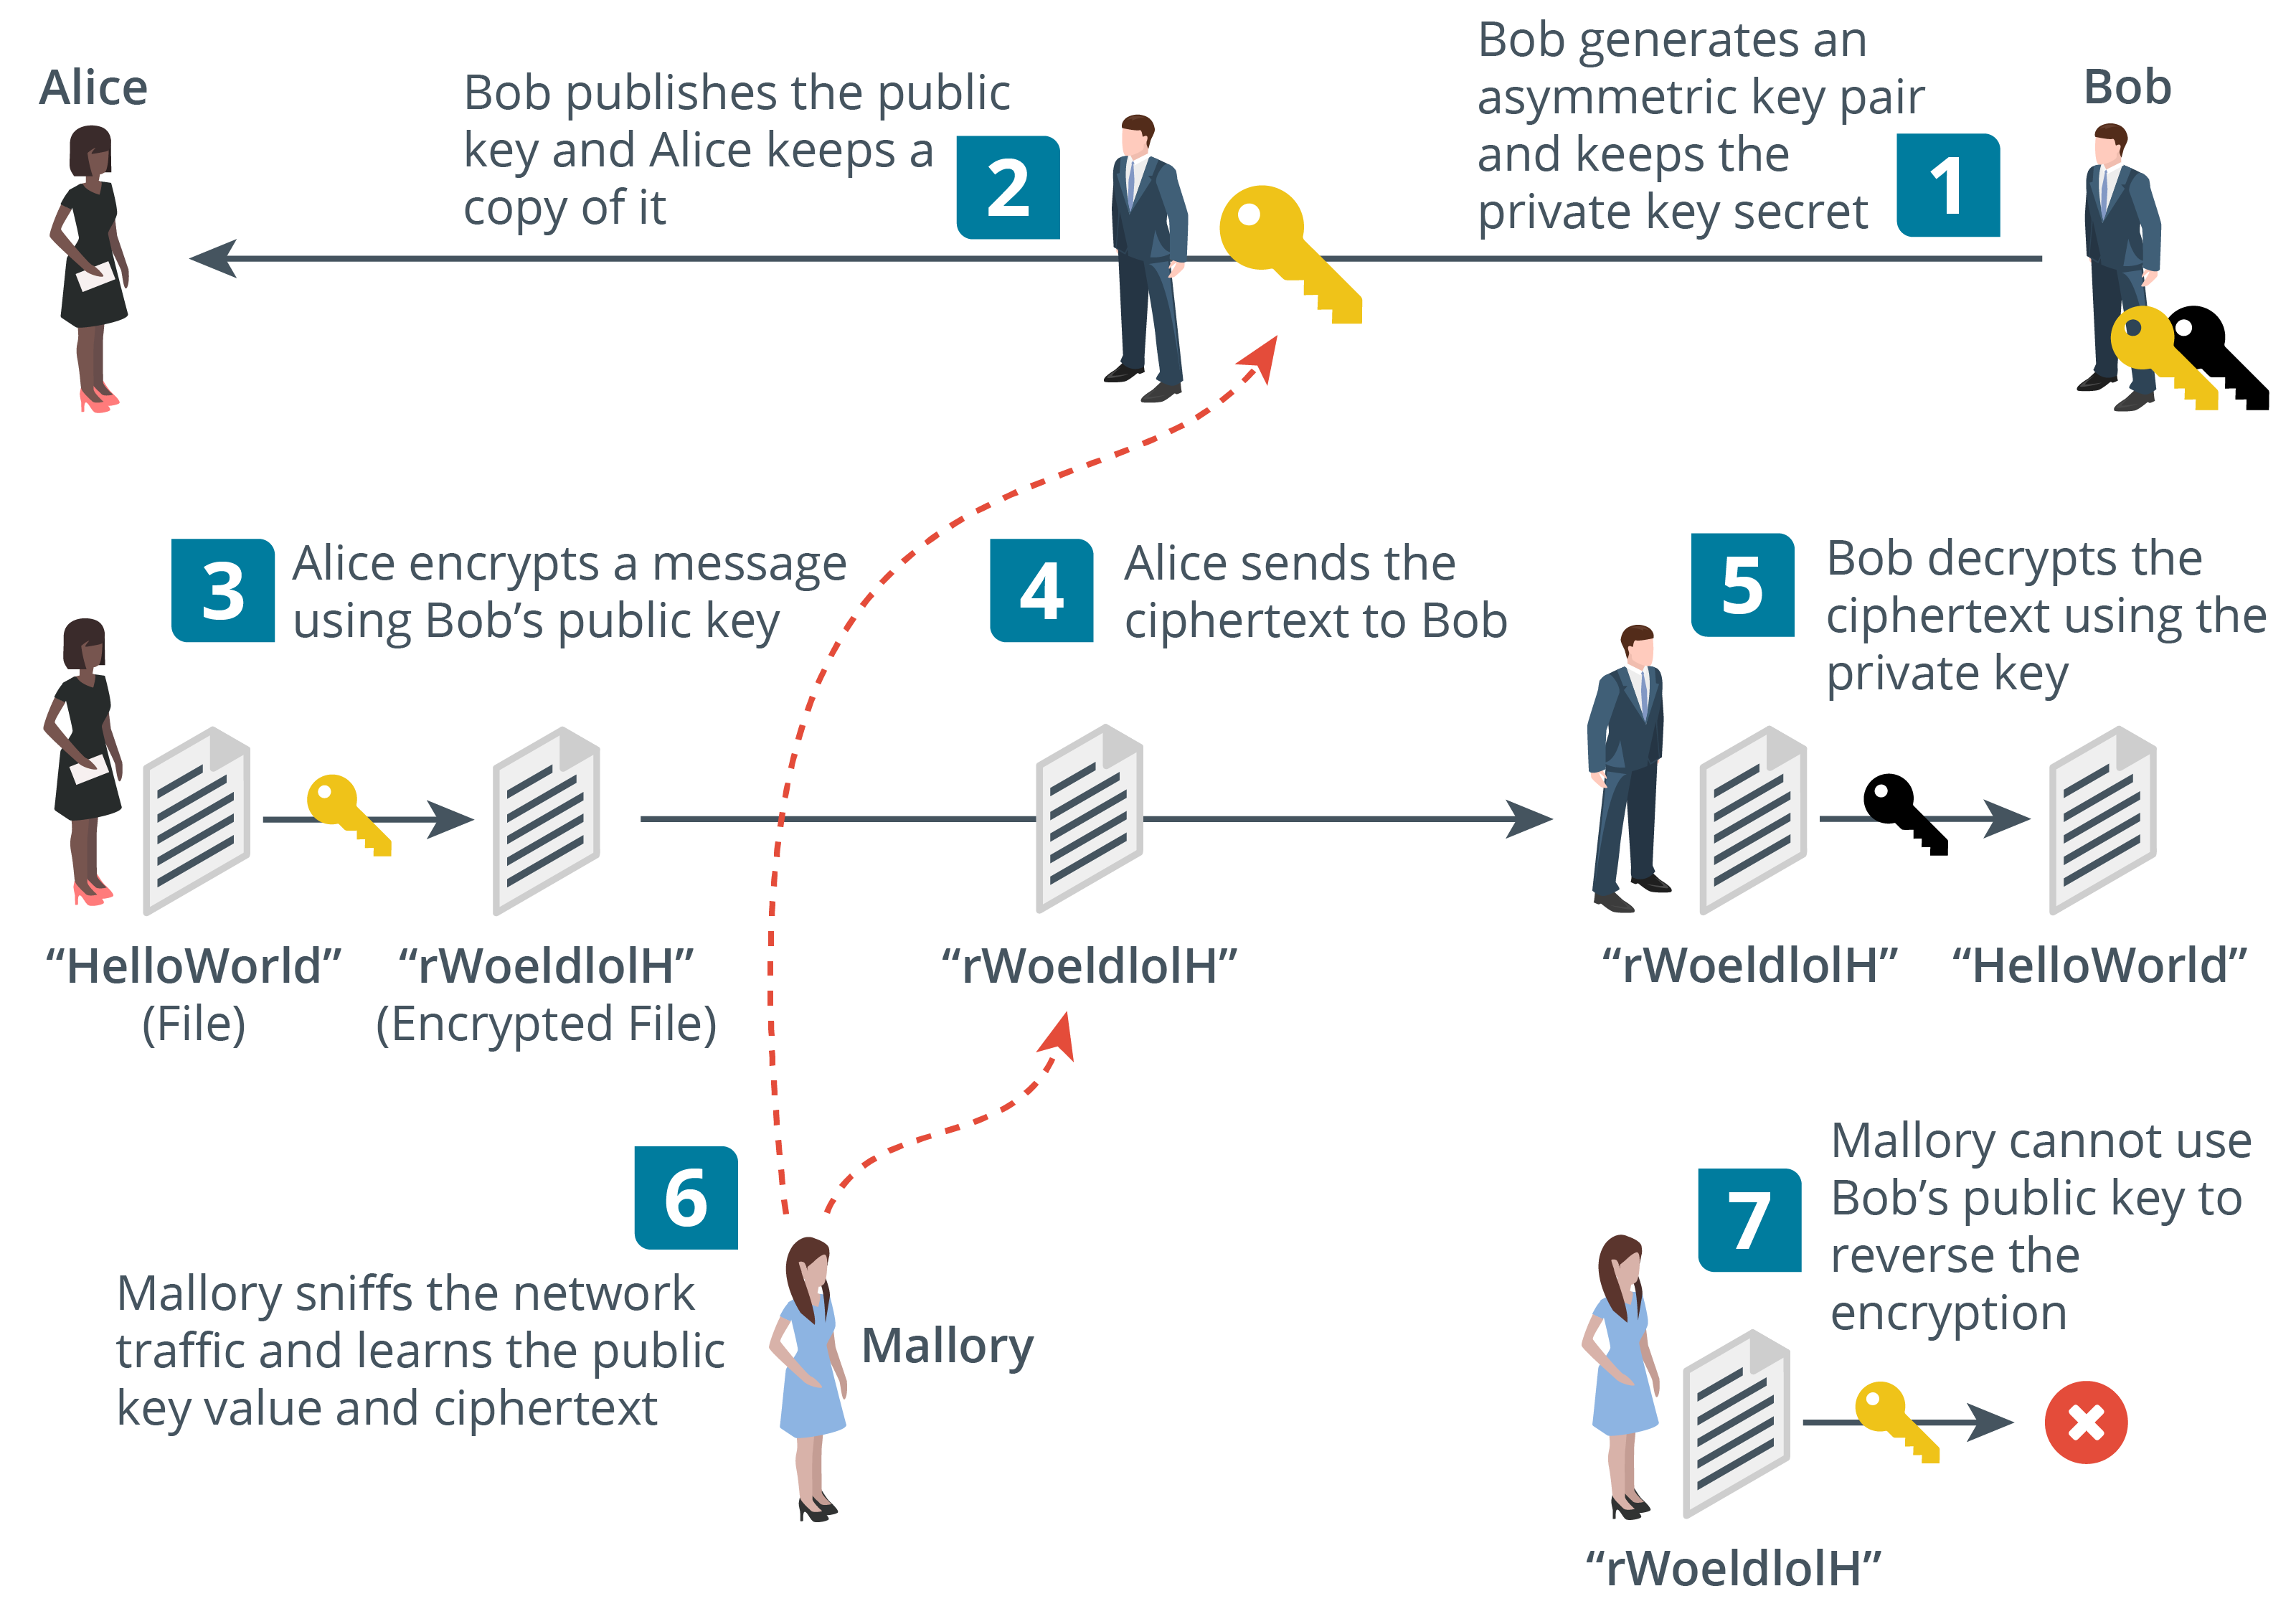 Alice
Bob publishes the public
key and Alice keeps a
copy of it
2
Bob generates an
asymmetric key pair
and keeps the
private key secret
1
Bob
3
Alice encrypts a message
using Bob’s public key
4
Alice sends the
ciphertext to Bob
5
Bob decrypts the
ciphertext using the
private key
“HelloWorld”
(File)
“rWoeldlolH”
(Encrypted File)
“rWoeldlolH”
“rWoeldlolH”
“HelloWorld”
6
Mallory sniffs the network
traffic and learns the public
key value and ciphertext
Mallory
7
Mallory cannot use
Bob’s public key to
reverse the
encryption
“rWoeldlolH”